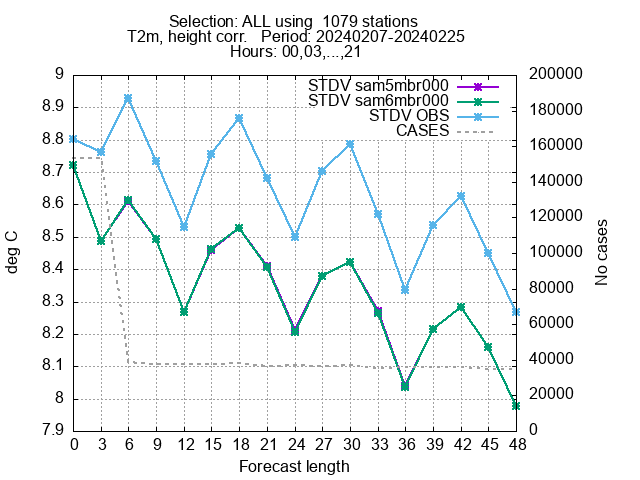 Selection: ALL using  1079 stations
T2m, height corr.   Period: 20240207-20240225
Hours: 00,03,...,21
STDV sam5mbr000
STDV sam6mbr000
STDV OBS
CASES
deg C
9
8.9
8.8
8.7
8.6
8.5
8.4
8.3
8.2
8.1
8
7.9
200000
180000
160000
140000
120000
100000
80000
60000
40000
20000
0
No cases
0 3 6 9 12 15 18 21 24 27 30 33 36 39 42 45 48
Forecast length